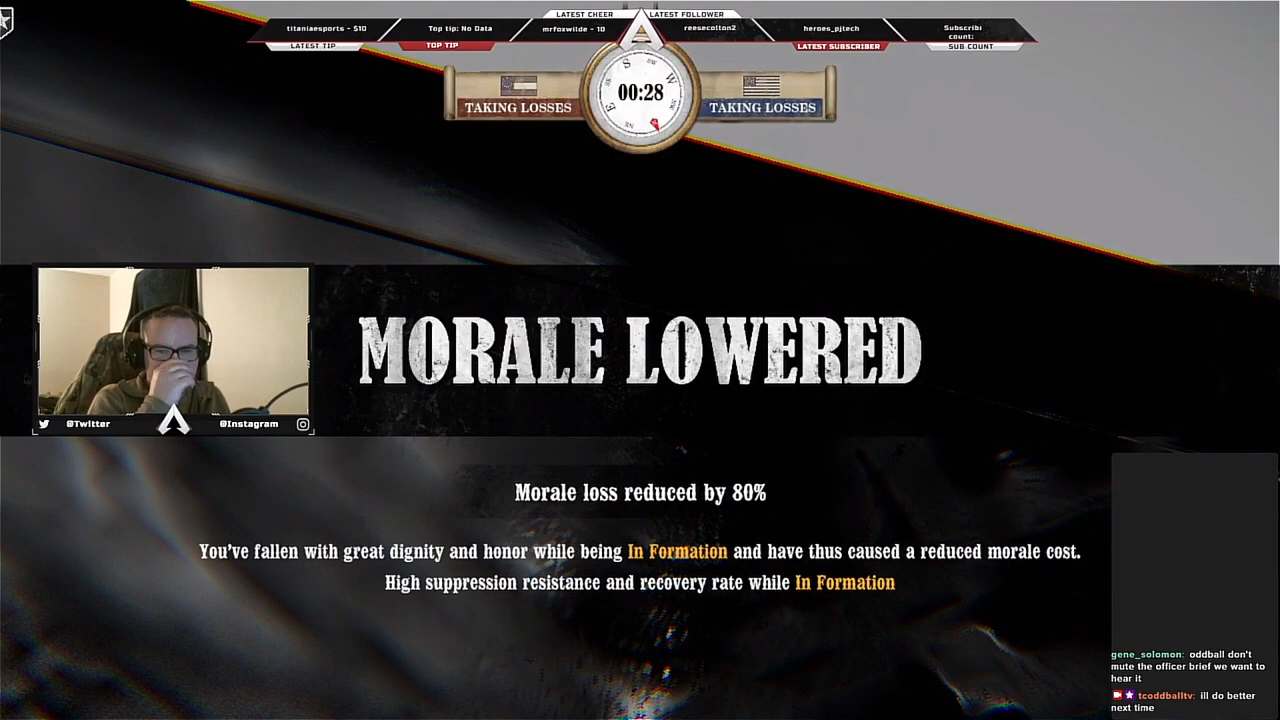 LATEST CHEER
LATEST FOLLOWER
titaniaesports - $10
Top tip: No Data
mrfoxwilde - 10
reesecolton2
heroes_pjtech
Subscribi
count:
LATEST TIP
TOP TIP
LATEST SUBSCRIBER
SUB COUNT
S
W
E
00:28
TAKING LOSSES
TAKING LOSSES
MORALE LOWERED
@Twitter
@Instagram
Morale loss reduced by 80%
You've fallen with great dignity and honor while being In Formation and have thus caused a reduced morale cost.
High suppression resistance and recovery rate while In Formation
gene_solomon: oddball don't
mute the officer brief we want to
hear it
tcoddballtv: ill do better
next time